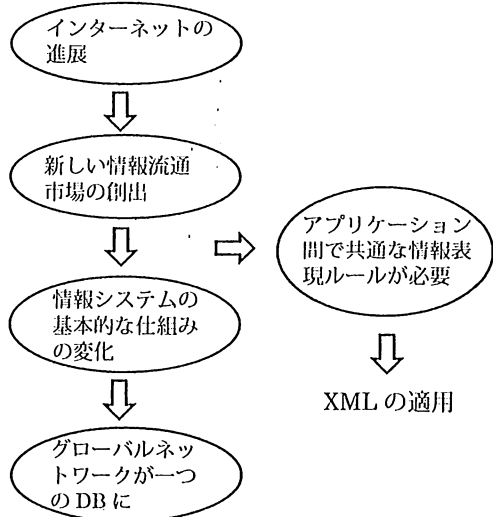 インターネットの
進展
新しい情報流通
市場の創出
アプリケーション
間で共通な情報表
現ルールが必要
情報システムの
基本的な仕組み
の変化
XML の適用
グローバルネッ
トワークが一つ
の DB に